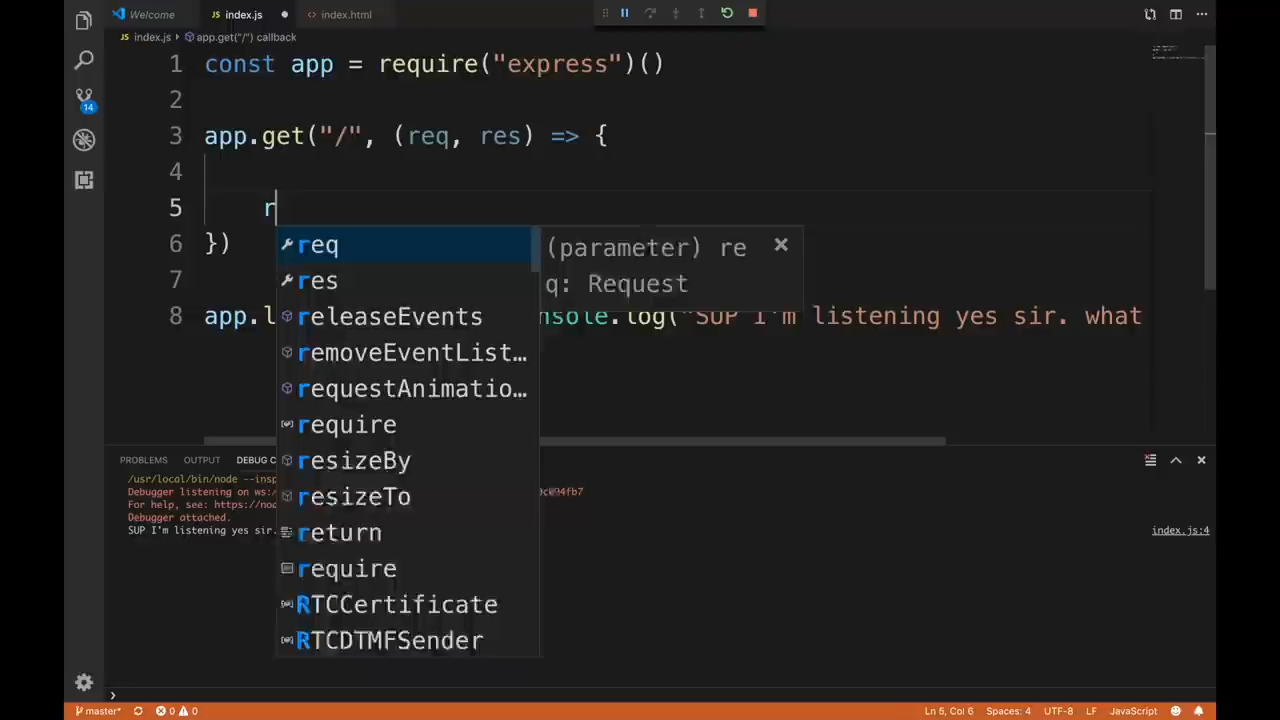 Welcome
index.js
index.html
index.js › app.get("/") callback
1 const app = require("express")()
2
3 app.get("/", (req, res) => {
4
5 r
6 })
7
8 app.l nsole.log("SUP I'm listening yes sir. what
req
res
releaseEvents
removeEventList…
requestAnimatio…
require
resizeBy
resizeTo
return
require
RTCCertificate
RTCDTMFSender
(parameter) re
q: Request
14
PROBLEMS OUTPUT DEBUG C
/usr/local/bin/node --insp
Debugger listening on ws:/
For help, see: https://nod
Debugger attached.
SUP I'm listening yes sir. index.js:4
master* 0 0 Ln 5, Col 6 Spaces: 4 UTF-8 LF JavaScript